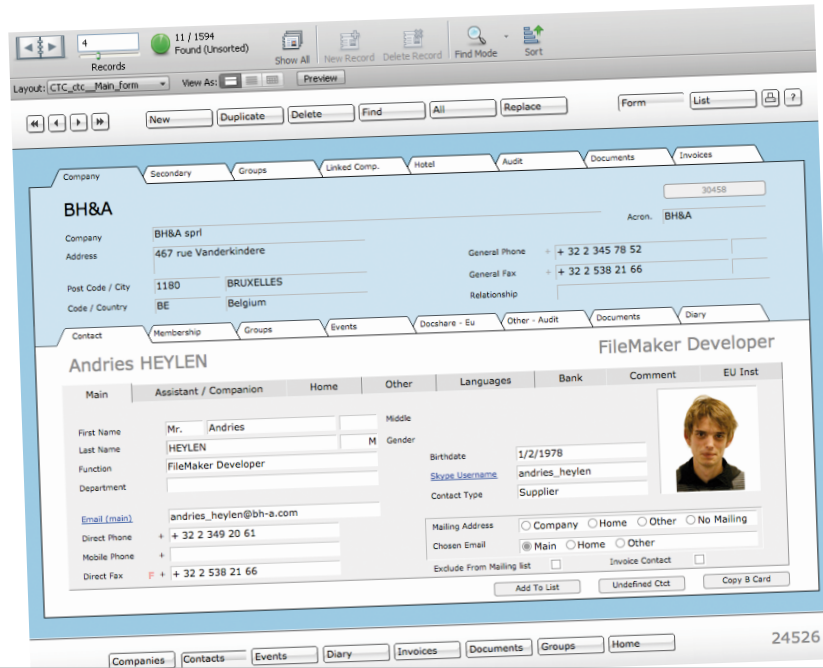 4
11 / 1594
Found (Unsorted)
Records
Show All
New Record
Delete Record
Find Mode
Sort
Layout: CTC_ctc__Main_form
View As:
Preview
New
Duplicate
Delete
Find
All
Replace
Form
List
?
Company
Secondary
Groups
Linked Comp.
Hotel
Audit
Documents
Invoices
BH&A
30458
Company
BH&A sprl
Acron.
BH&A
Address
467 rue Vanderkindere
General Phone
+
+ 32 2 345 78 52
General Fax
+
+ 32 2 538 21 66
Post Code / City
1180
BRUXELLES
Relationship
Code / Country
BE
Belgium
Contact
Membership
Groups
Events
Docshare - Eu
Other - Audit
Documents
Diary
Andries HEYLEN
FileMaker Developer
Main
Assistant / Companion
Home
Other
Languages
Bank
Comment
EU Inst
First Name
Mr.
Andries
Middle
Last Name
HEYLEN
M
Gender
Function
FileMaker Developer
Department
Birthdate
1/2/1978
Skype Username
andries_heylen
Contact Type
Supplier
Email (main)
andries_heylen@bh-a.com
Direct Phone
+
+ 32 2 349 20 61
Mobile Phone
+
Direct Fax
F +
+ 32 2 538 21 66
Mailing Address
Company
Home
Other
No Mailing
Chosen Email
Main
Home
Other
Exclude From Mailing list
Invoice Contact
Add To List
Undefined Ctct
Copy B Card
Companies
Contacts
Events
Diary
Invoices
Documents
Groups
Home
24526